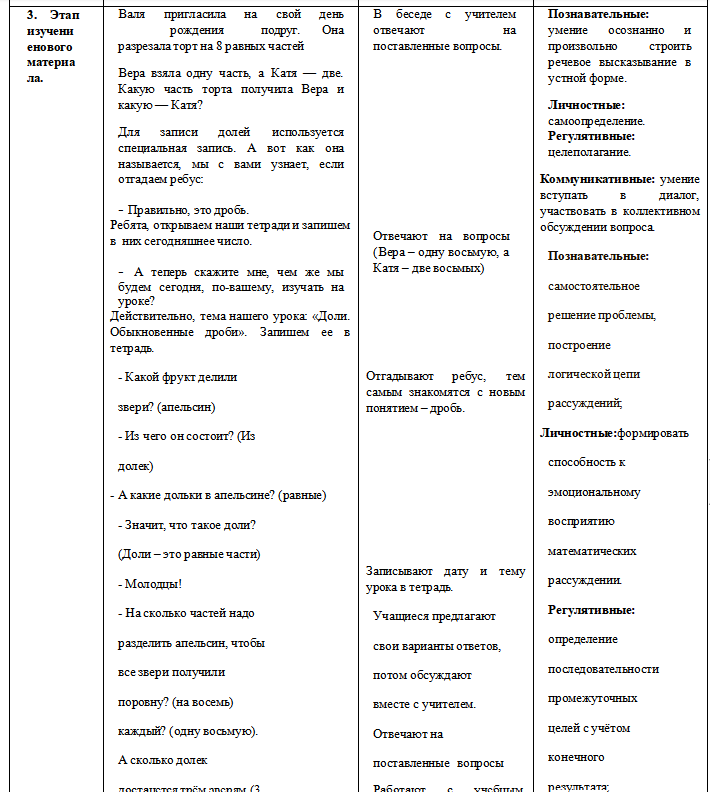 3. Этап
изучени
енового
материа
ла.
Валя пригласила на свой день
рождения подруг. Она
разрезала торт на 8 равных частей
Вера взяла одну часть, а Катя — две.
Какую часть торта получила Вера и
какую — Катя?
Для записи долей используется
специальная запись. А вот как она
называется, мы с вами узнает, если
отгадаем ребус:
- Правильно, это дробь.
Ребята, открываем наши тетради и запишем
в них сегодняшнее число.
- А теперь скажите мне, чем же мы
будем сегодня, по-вашему, изучать на
уроке?
Действительно, тема нашего урока: «Доли.
Обыкновенные дроби». Запишем ее в
тетрадь.
- Какой фрукт делили
звери? (апельсин)
- Из чего он состоит? (Из
долек)
- А какие дольки в апельсине? (равные)
- Значит, что такое доли?
(Доли – это равные части)
- Молодцы!
- На сколько частей надо
разделить апельсин, чтобы
все звери получили
поровну? (на восемь)
каждый? (одну восьмую).
А сколько долек
достанется трём зверям (3
В беседе с учителем
отвечают на
поставленные вопросы.
Отвечают на вопросы
(Вера – одну восьмую, а
Катя – две восьмых)
Отгадывают ребус, тем
самым знакомятся с новым
понятием – дробь.
Записывают дату и тему
урока в тетрадь.
Учащиеся предлагают
свои варианты ответов,
потом обсуждают
вместе с учителем.
Отвечают на
поставленные вопросы
Работают с учебным
Познавательные:
умение осознанно и
произвольно строить
речевое высказывание в
устной форме.
Личностные:
самоопределение.
Регулятивные:
целеполагание.
Коммуникативные: умение
вступать в диалог,
участвовать в коллективном
обсуждении вопроса.
Познавательные:
самостоятельное
решение проблемы,
построение
логической цепи
рассуждений;
Личностные:формировать
способность к
эмоциональному
восприятию
математических
рассуждении.
Регулятивные:
определение
последовательности
промежуточных
целей с учётом
конечного
результата;